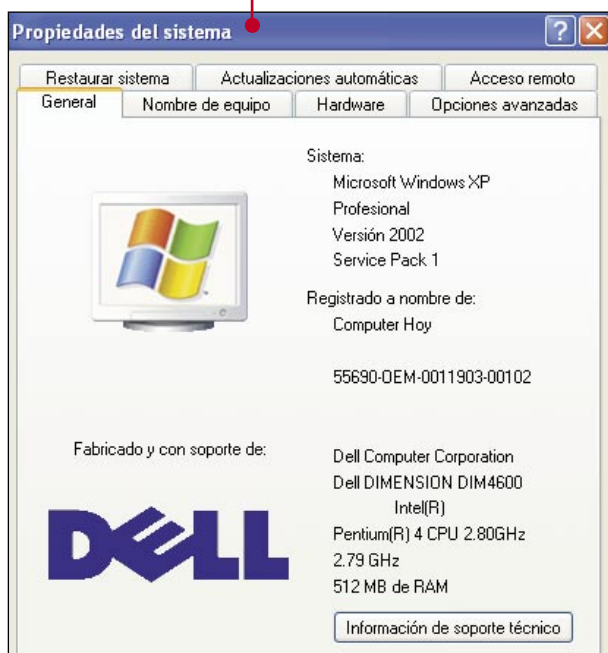 Propiedades del sistema
?
X
Restaurar sistema
Actualizaciones automáticas
Acceso remoto
General
Nombre de equipo
Hardware
Opciones avanzadas
Sistema:
Microsoft Windows XP
Profesional
Versión 2002
Service Pack 1
Registrado a nombre de:
Computer Hoy
55690-OEM-0011903-00102
Fabricado y con soporte de:
DELL
Dell Computer Corporation
Dell DIMENSION DIM4600
Intel(R)
Pentium(R) 4 CPU 2.80GHz
2.79 GHz
512 MB de RAM
Información de soporte técnico